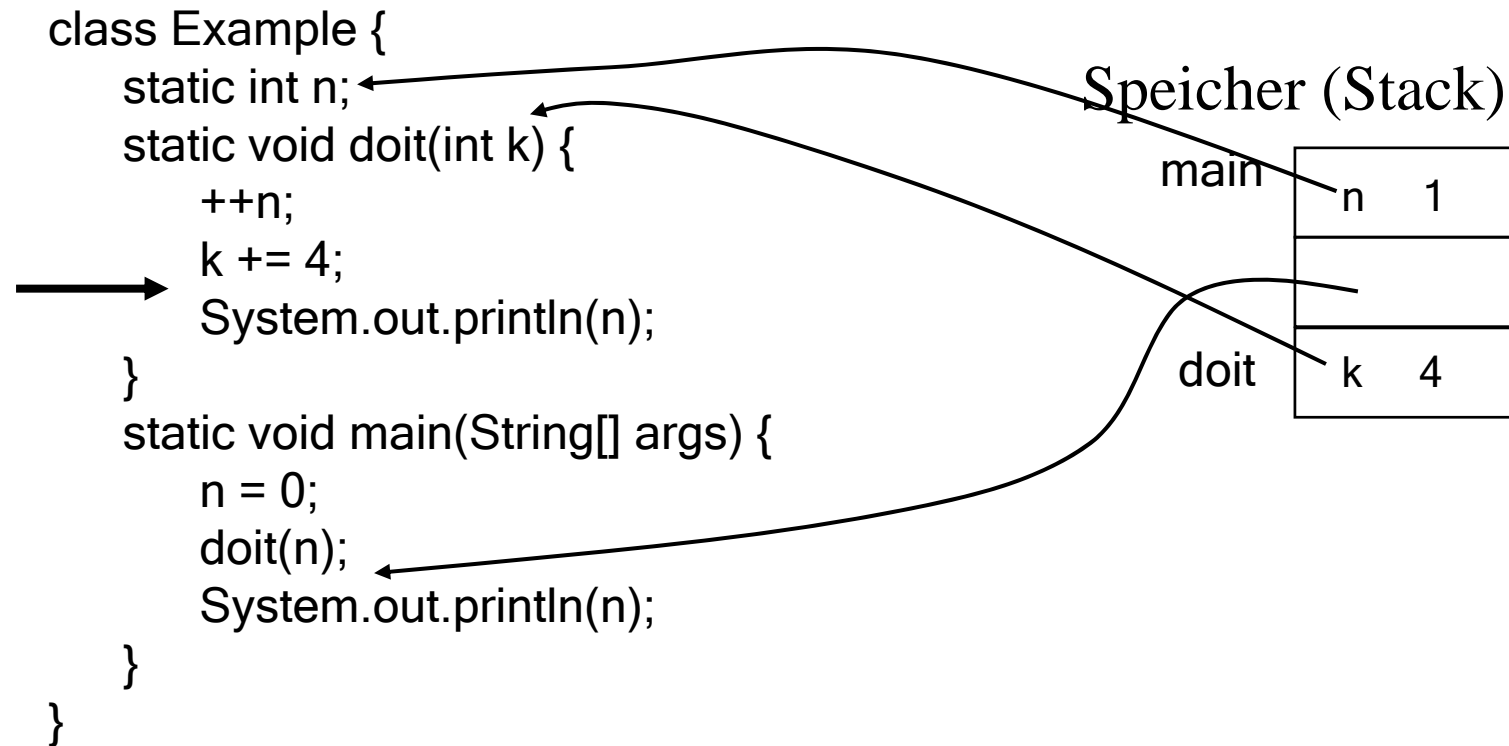 class Example {
static int n;
static void doit(int k) {
++n;
k += 4;
System.out.println(n);
}
static void main(String[] args) {
n = 0;
doit(n);
System.out.println(n);
}
}
Speicher (Stack)
main
n 1
doit
k 4